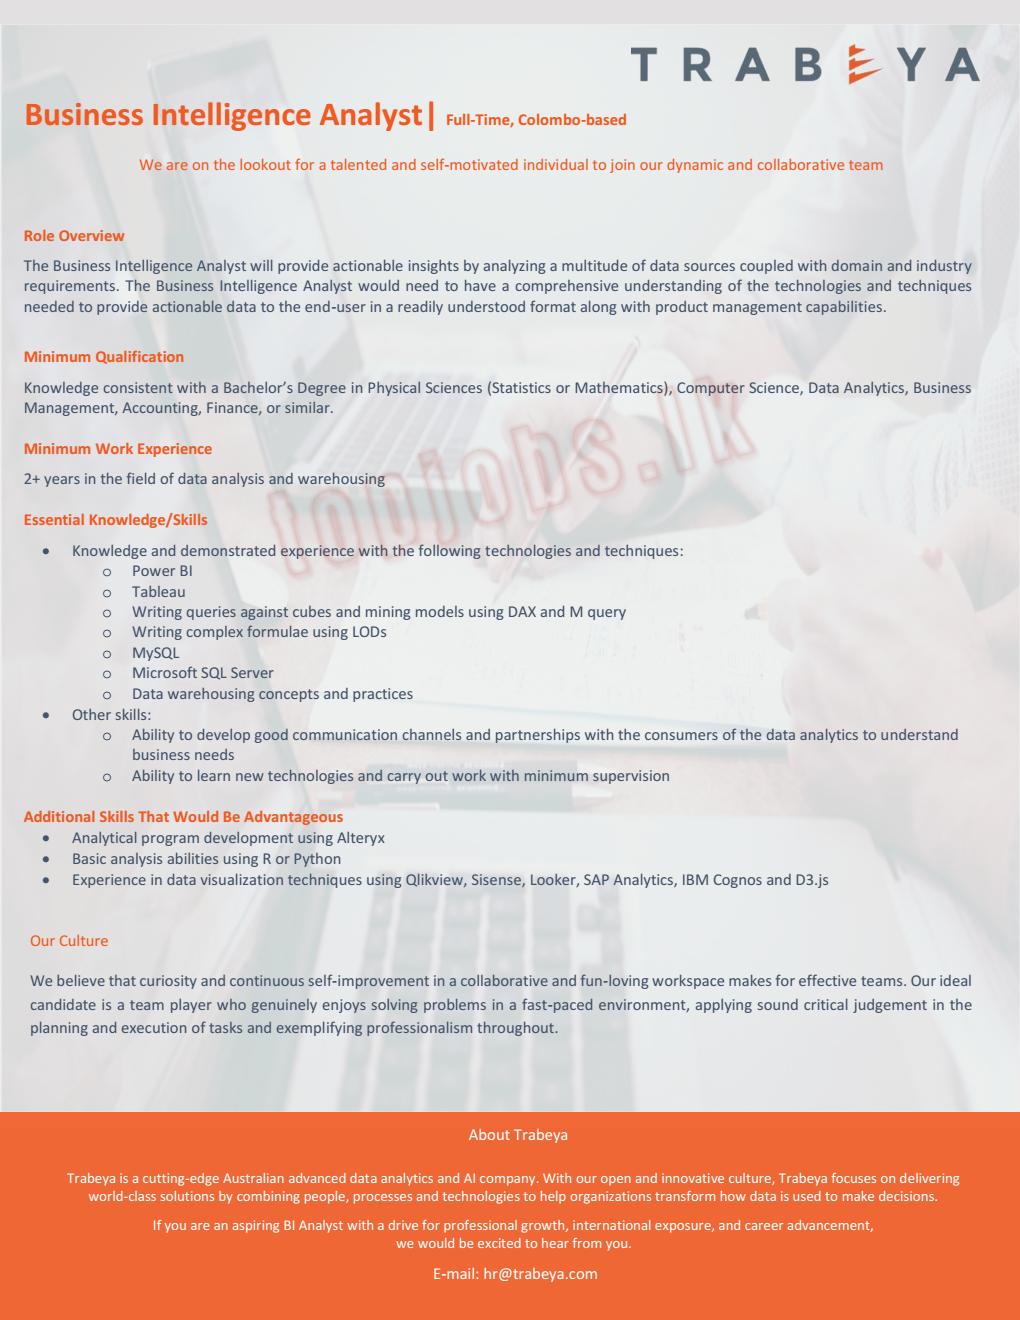 TRABEYA
Business Intelligence Analyst| Full-Time, Colombo-based
We are on the lookout for a talented and self-motivated individual to join our dynamic and collaborative team
Role Overview
The Business Intelligence Analyst will provide actionable insights by analyzing a multitude of data sources coupled with domain and industry
requirements. The Business Intelligence Analyst would need to have a comprehensive understanding of the technologies and techniques
needed to provide actionable data to the end-user in a readily understood format along with product management capabilities.
Minimum Qualification
Knowledge consistent with a Bachelor's Degree in Physical Sciences (Statistics or Mathematics), Computer Science, Data Analytics, Business
Management, Accounting, Finance, or similar.
topjobs.lk
Minimum Work Experience
2+ years in the field of data analysis and warehousing
Essential Knowledge/Skills
• Knowledge and demonstrated experience with the following technologies and techniques:
o Power BI
o Tableau
o Writing queries against cubes and mining models using DAX and M query
o Writing complex formulae using LODs
o MySQL
o Microsoft SQL Server
o Data warehousing concepts and practices
• Other skills:
o Ability to develop good communication channels and partnerships with the consumers of the data analytics to understand
business needs
o Ability to learn new technologies and carry out work with minimum supervision
Additional Skills That Would Be Advantageous
• Analytical program development using Alteryx
• Basic analysis abilities using R or Python
• Experience in data visualization techniques using Qlikview, Sisense, Looker, SAP Analytics, IBM Cognos and D3.js
Our Culture
We believe that curiosity and continuous self-improvement in a collaborative and fun-loving workspace makes for effective teams. Our ideal
candidate is a team player who genuinely enjoys solving problems in a fast-paced environment, applying sound critical judgement in the
planning and execution of tasks and exemplifying professionalism throughout.
About Trabeya
Trabeya is a cutting-edge Australian advanced data analytics and AI company. With our open and innovative culture, Trabeya focuses on delivering
world-class solutions by combining people, processes and technologies to help organizations transform how data is used to make decisions.
If you are an aspiring BI Analyst with a drive for professional growth, international exposure, and career advancement,
we would be excited to hear from you.
E-mail: hr@trabeya.com